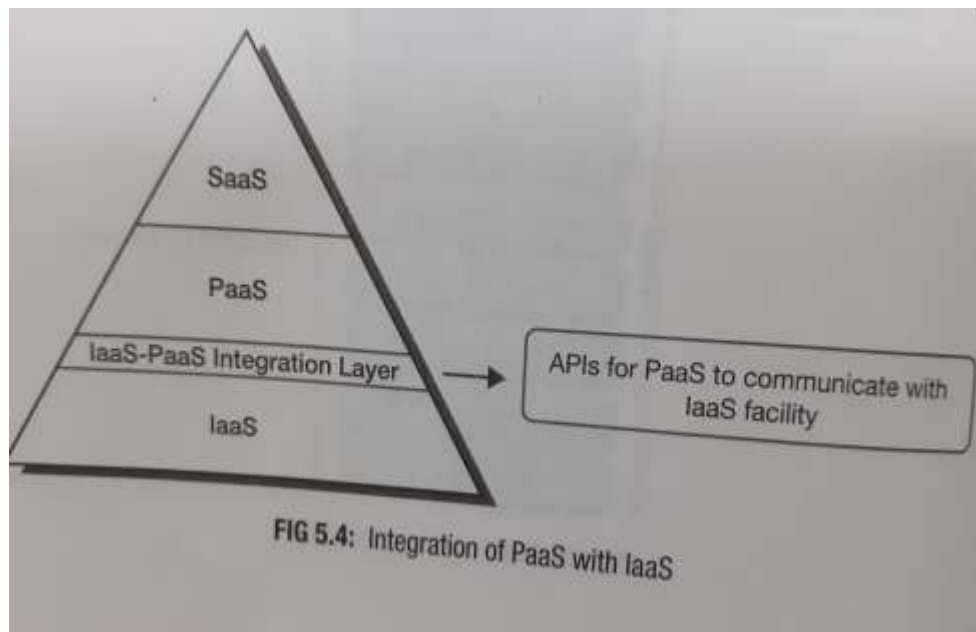 SaaS
PaaS
IaaS-PaaS Integration Layer
APIs for PaaS to communicate with
IaaS facility
IaaS
FIG 5.4: Integration of PaaS with IaaS